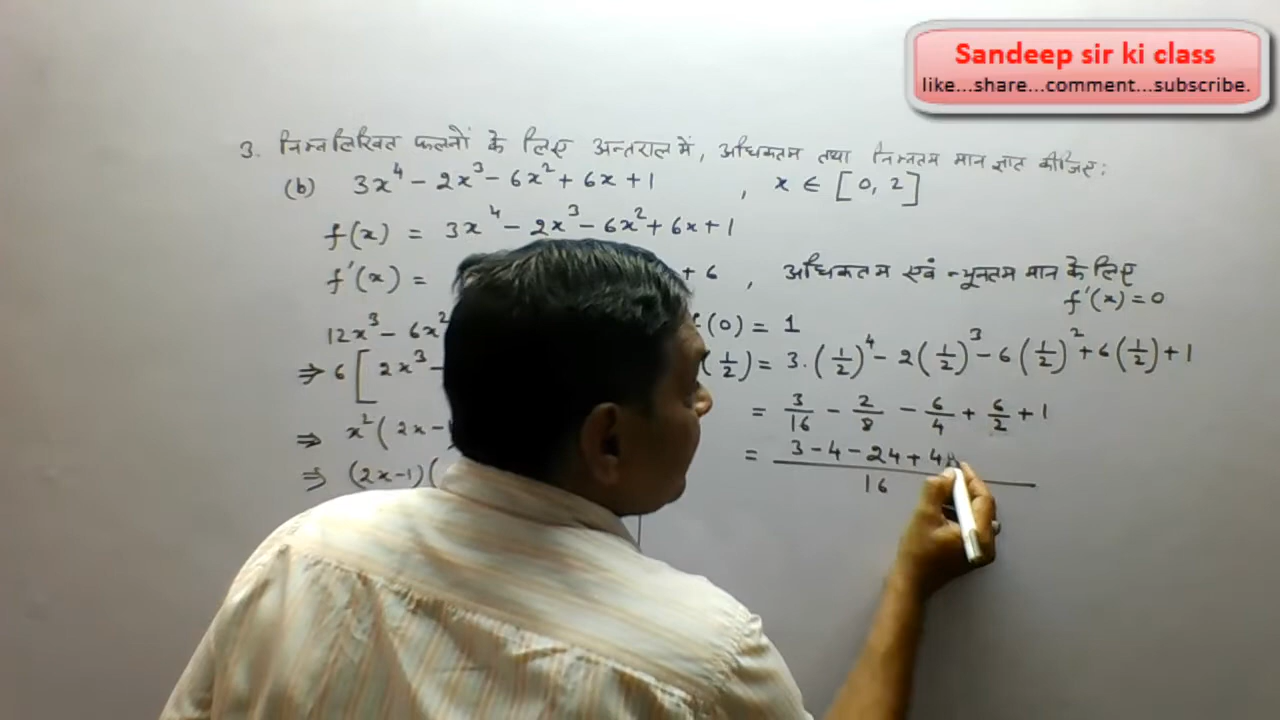 Sandeep sir ki class
like...share...comment...subscribe.
3. निम्नलिखित फलनों के लिए अन्तराल में, अधिकतम तथा निम्नतम मान ज्ञात कीजिए:
(b) 3x⁴ - 2x³ - 6x² + 6x + 1 , x ∈ [0, 2]
f(x) = 3x⁴ - 2x³ - 6x² + 6x + 1
f'(x) = + 6 , अधिकतम एवं न्यूनतम मान के लिए
f'(x) = 0
12x³ - 6x² f(0) = 1
⇒ 6[2x³ - (1/2) = 3.(1/2)⁴ - 2(1/2)³ - 6(1/2)² + 6(1/2) + 1
= 3/16 - 2/8 - 6/4 + 6/2 + 1
⇒ x²(2x-1
= 3 - 4 - 24 + 4 / 16
⇒ (2x-1)(